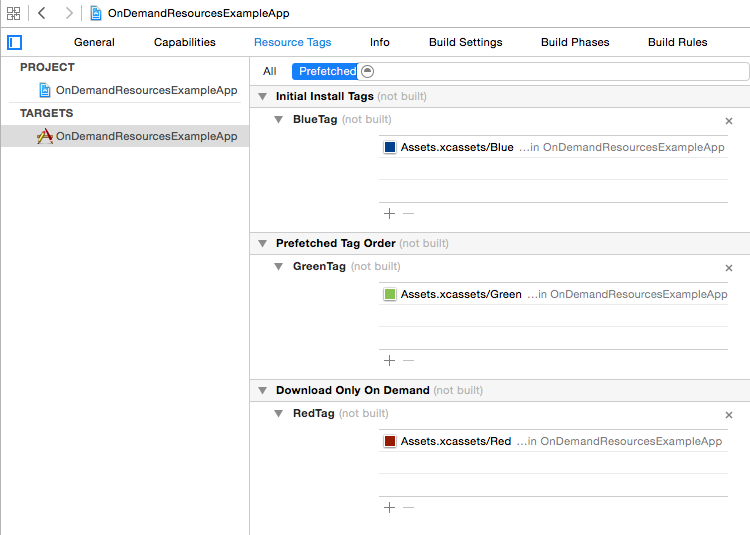 OnDemandResourcesExampleApp
General Capabilities Resource Tags Info Build Settings Build Phases Build Rules
PROJECT
OnDemandResourcesExampleApp
TARGETS
OnDemandResourcesExampleApp
All Prefetched
Initial Install Tags (not built)
BlueTag (not built)
Assets.xcassets/Blue …in OnDemandResourcesExampleApp
Prefetched Tag Order (not built)
GreenTag (not built)
Assets.xcassets/Green …in OnDemandResourcesExampleApp
Download Only On Demand (not built)
RedTag (not built)
Assets.xcassets/Red …in OnDemandResourcesExampleApp